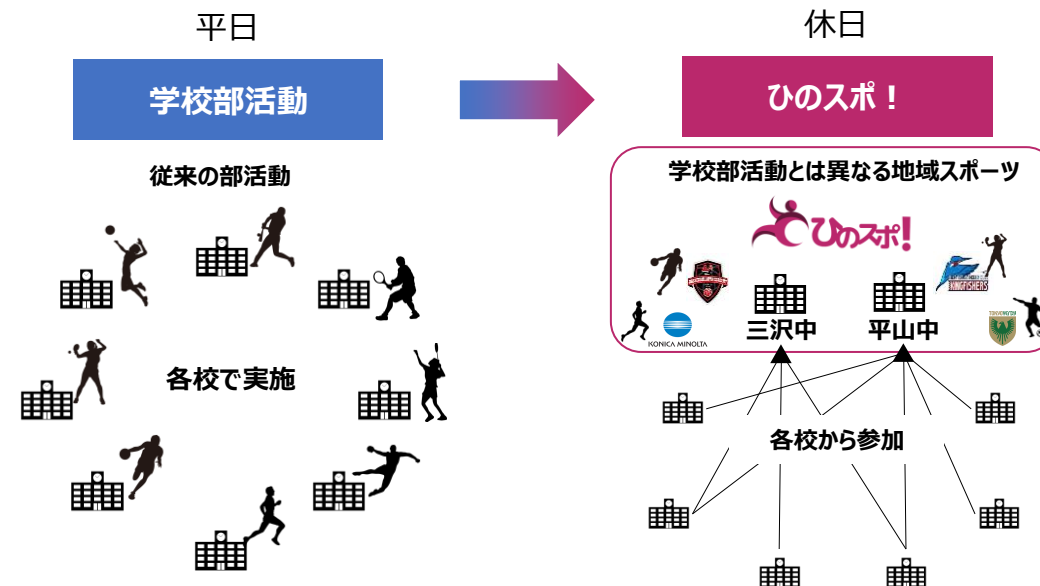 平日
学校部活動
従来の部活動
各校で実施
休日
ひのスポ！
学校部活動とは異なる地域スポーツ
ひのスポ!
KINGFISHERS
KONICA MINOLTA
三沢中
平山中
各校から参加